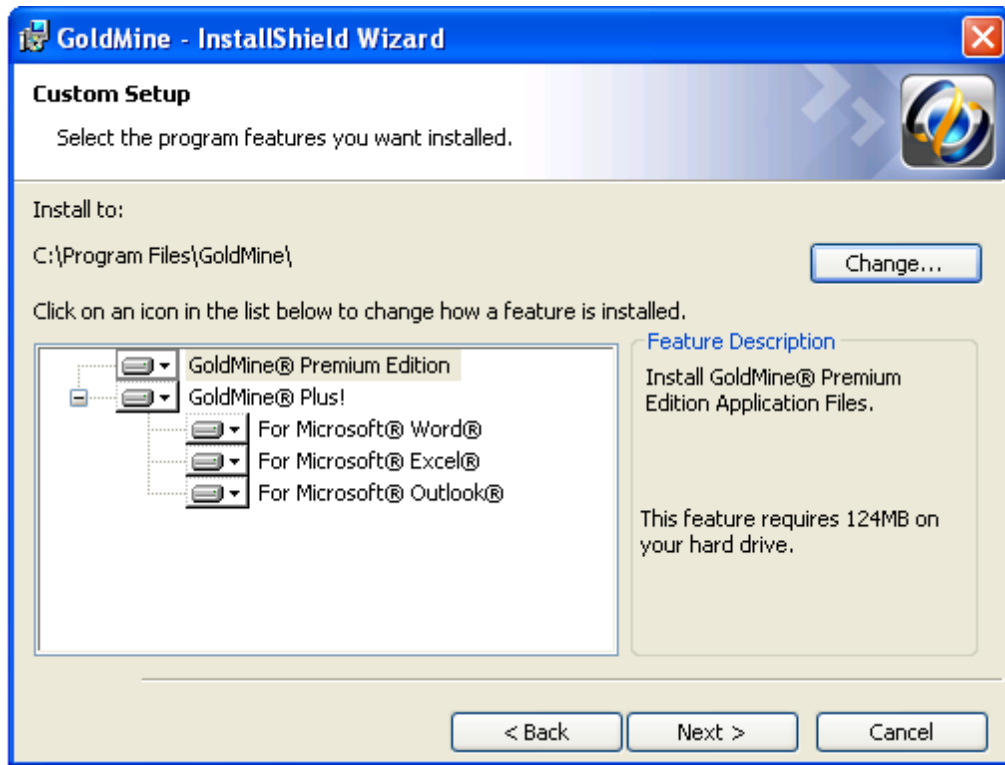 GoldMine - InstallShield Wizard
Custom Setup
Select the program features you want installed.
Install to:
C:\Program Files\GoldMine\
Change...
Click on an icon in the list below to change how a feature is installed.
GoldMine® Premium Edition
GoldMine® Plus!
For Microsoft® Word®
For Microsoft® Excel®
For Microsoft® Outlook®
Feature Description
Install GoldMine® Premium
Edition Application Files.
This feature requires 124MB on
your hard drive.
< Back
Next >
Cancel